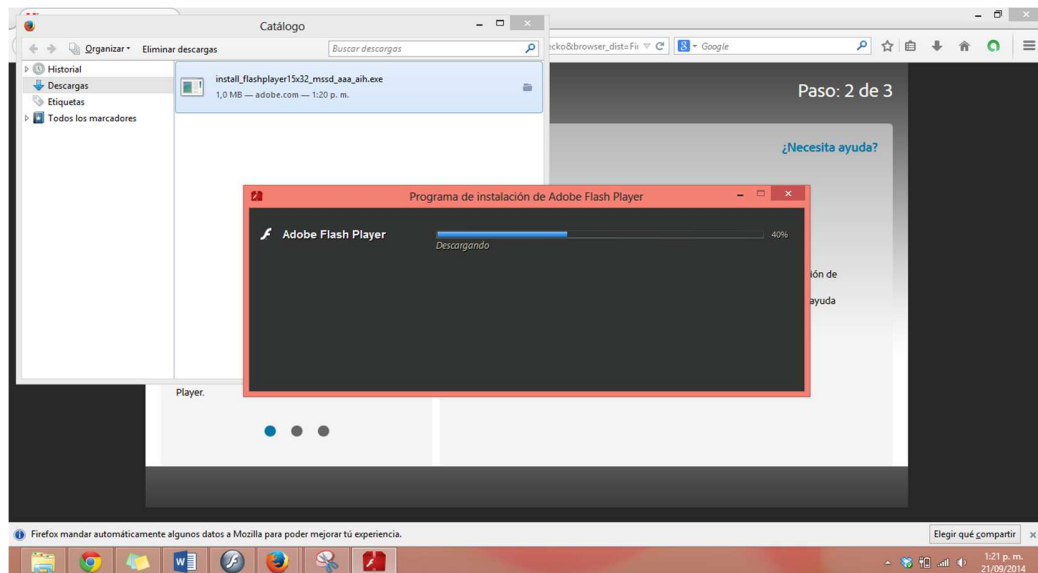 Catálogo
Organizar
Eliminar descargas
Buscar descargas
cko&browser_dist=Fi
Google
Historial
Descargas
Etiquetas
Todos los marcadores
install_flashplayer15x32_mssd_aaa_aih.exe
1,0 MB — adobe.com — 1:20 p. m.
Paso: 2 de 3
¿Necesita ayuda?
Programa de instalación de Adobe Flash Player
Adobe Flash Player
40%
Descargando
ión de
ayuda
Player.
Firefox mandar automáticamente algunos datos a Mozilla para poder mejorar tú experiencia.
Elegir qué compartir
1:21 p. m.
21/09/2014